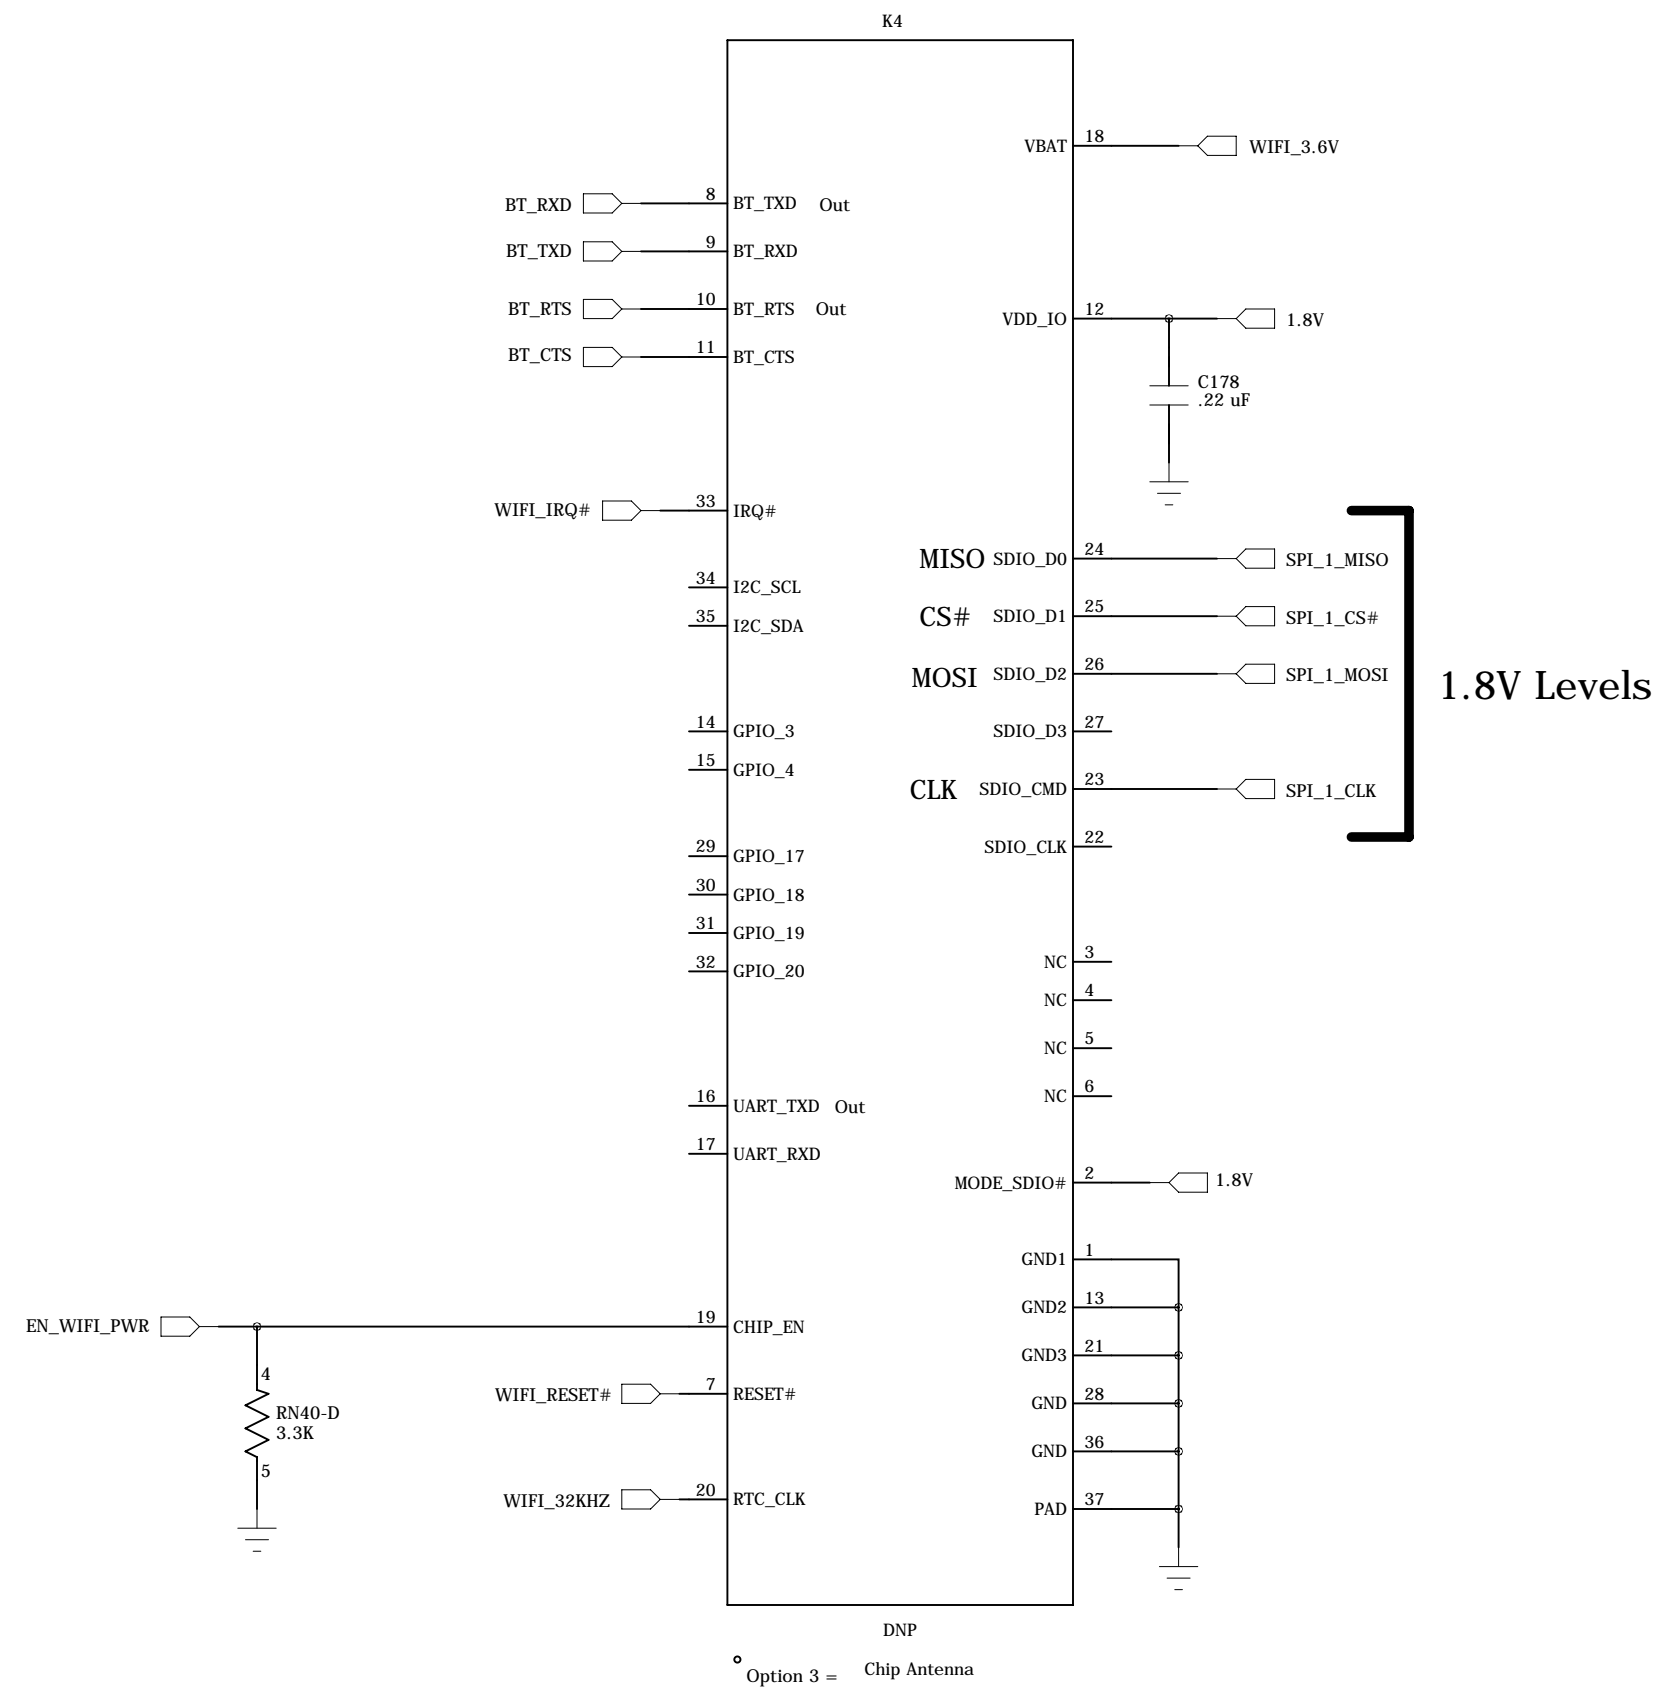 K4
VBAT 18 WIFI_3.6V
BT_RXD 8 BT_TXD Out
BT_TXD 9 BT_RXD
BT_RTS 10 BT_RTS Out
VDD_IO 12 1.8V
BT_CTS 11 BT_CTS
C178
.22 uF
WIFI_IRQ# 33 IRQ#
MISO SDIO_D0 24 SPI_1_MISO
34 I2C_SCL
CS# SDIO_D1 25 SPI_1_CS#
35 I2C_SDA
MOSI SDIO_D2 26 SPI_1_MOSI
1.8V Levels
14 GPIO_3
SDIO_D3 27
15 GPIO_4
CLK SDIO_CMD 23 SPI_1_CLK
SDIO_CLK 22
29 GPIO_17
30 GPIO_18
31 GPIO_19
NC 3
32 GPIO_20
NC 4
NC 5
NC 6
16 UART_TXD Out
17 UART_RXD
MODE_SDIO# 2 1.8V
GND1 1
GND2 13
EN_WIFI_PWR 19 CHIP_EN
GND3 21
4
WIFI_RESET# 7 RESET#
GND 28
RN40-D
3.3K
GND 36
5
WIFI_32KHZ 20 RTC_CLK
PAD 37
DNP
Option 3 = Chip Antenna